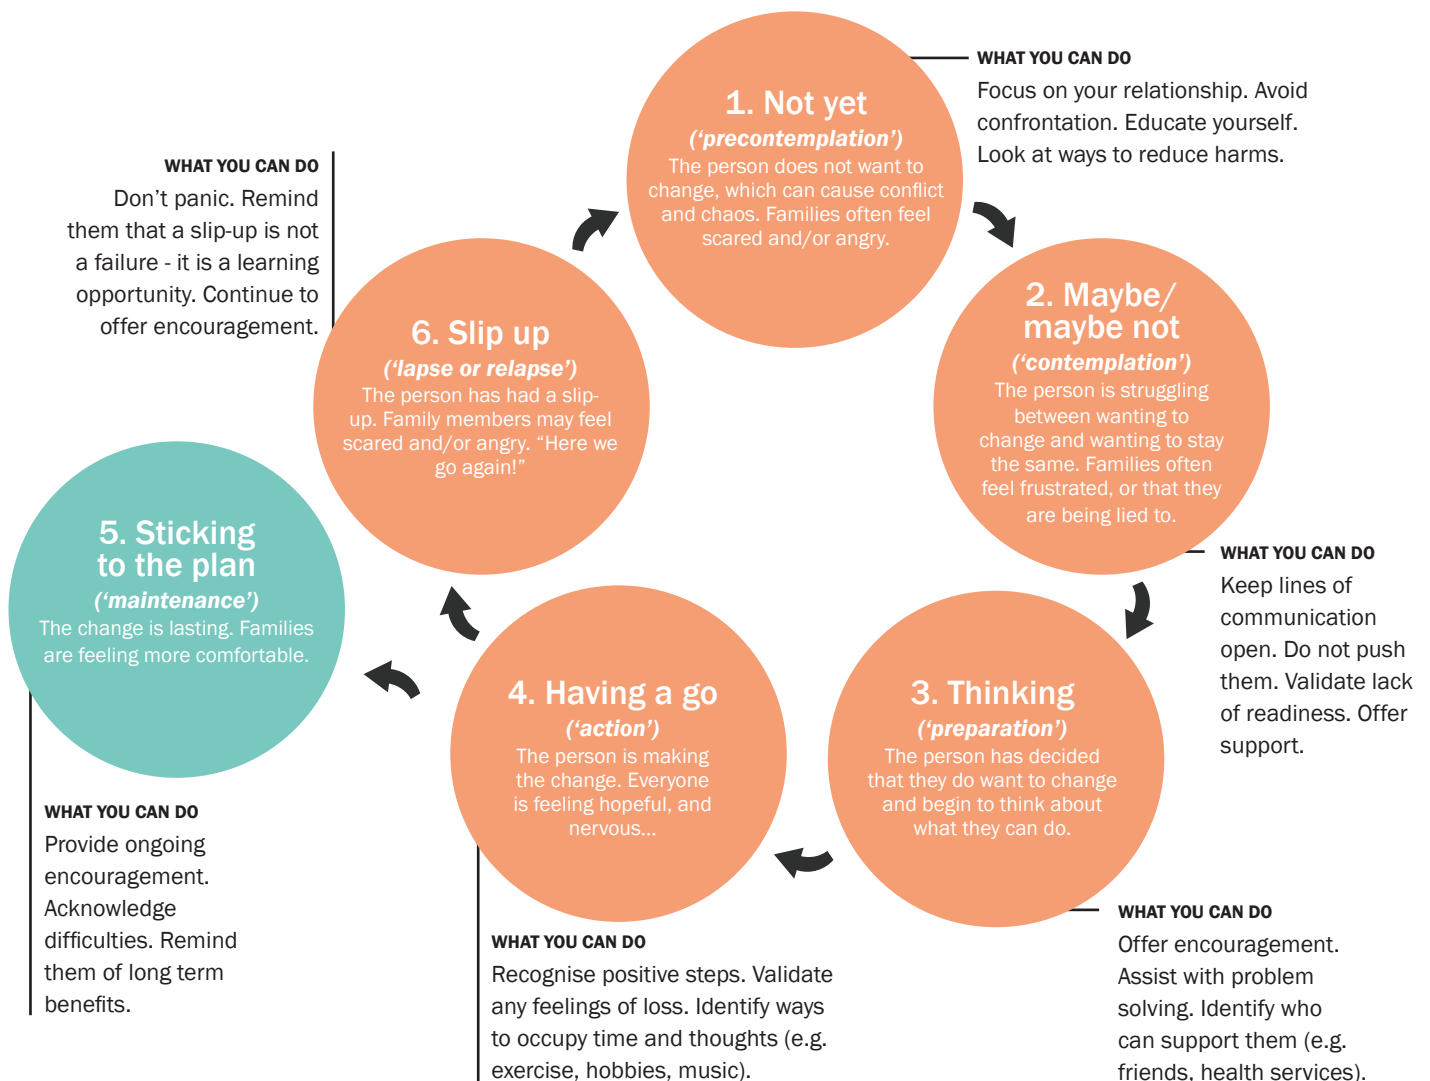 1. Not yet
(‘precontemplation’)
The person does not want to
change, which can cause conflict
and chaos. Families often feel
scared and/or angry.
WHAT YOU CAN DO
Focus on your relationship. Avoid
confrontation. Educate yourself.
Look at ways to reduce harms.
2. Maybe/
maybe not
(‘contemplation’)
The person is struggling
between wanting to
change and wanting to stay
the same. Families often
feel frustrated, or that they
are being lied to.
WHAT YOU CAN DO
Keep lines of
communication
open. Do not push
them. Validate lack
of readiness. Offer
support.
3. Thinking
(‘preparation’)
The person has decided
that they do want to change
and begin to think about
what they can do.
WHAT YOU CAN DO
Offer encouragement.
Assist with problem
solving. Identify who
can support them (e.g.
friends, health services).
4. Having a go
(‘action’)
The person is making
the change. Everyone
is feeling hopeful, and
nervous...
WHAT YOU CAN DO
Recognise positive steps. Validate
any feelings of loss. Identify ways
to occupy time and thoughts (e.g.
exercise, hobbies, music).
5. Sticking
to the plan
(‘maintenance’)
The change is lasting. Families
are feeling more comfortable.
WHAT YOU CAN DO
Provide ongoing
encouragement.
Acknowledge
difficulties. Remind
them of long term
benefits.
6. Slip up
(‘lapse or relapse’)
The person has had a slip-
up. Family members may feel
scared and/or angry. “Here we
go again!”
WHAT YOU CAN DO
Don’t panic. Remind
them that a slip-up is not
a failure - it is a learning
opportunity. Continue to
offer encouragement.